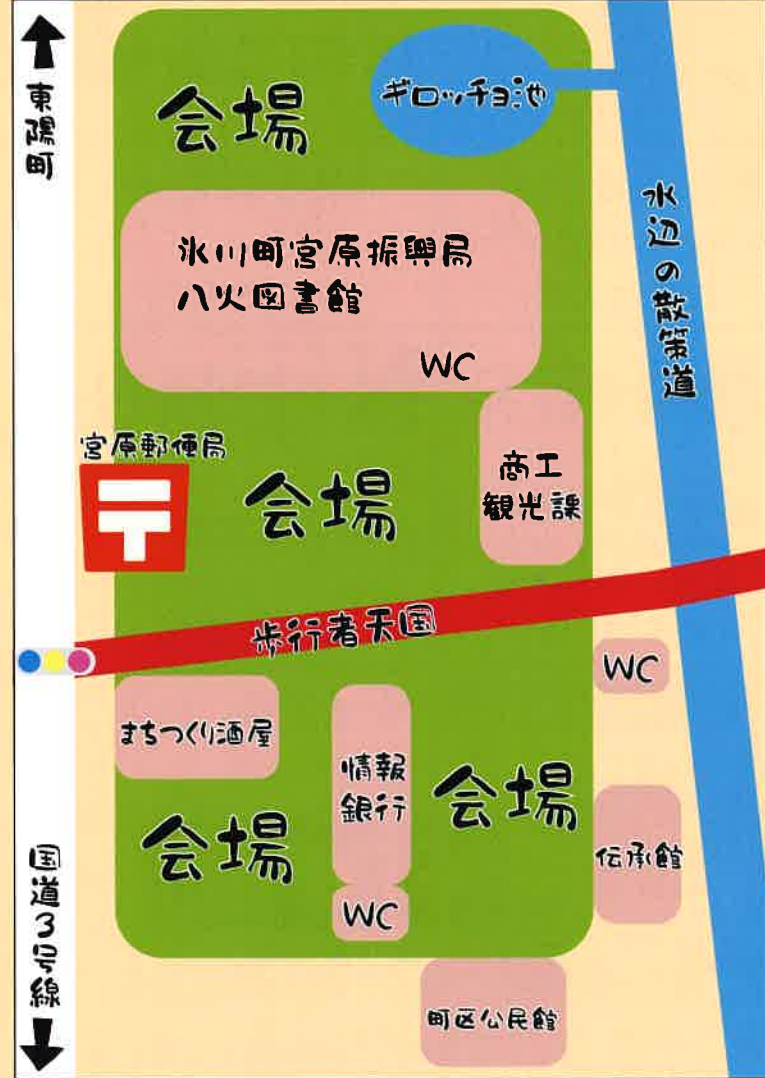 東陽町
会場
ギロッチョ池
水辺の散策道
氷川町宮原振興局
八火図書館
WC
宮原郵便局
〒
会場
商工
観光課
歩行者天国
WC
まちつくり酒屋
情報
銀行
会場
会場
伝承館
WC
国道3号線
町区公民館